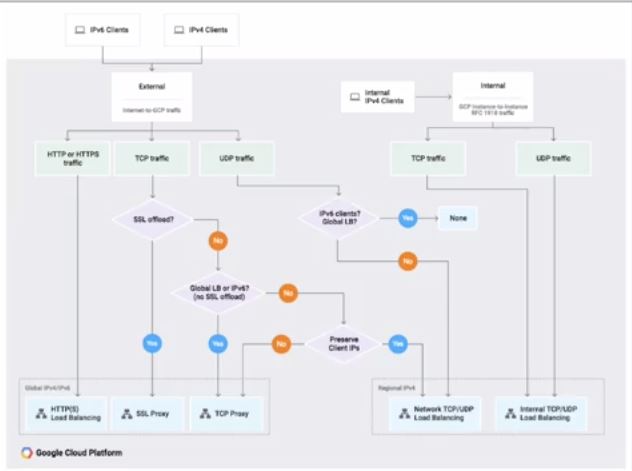 IPv6 Clients
IPv4 Clients
External
Internet-to-GCP traffic
Internal
IPv4 Clients
Internal
GCP Instance-to-Instance
RFC 1918 traffic
HTTP or HTTPS
traffic
TCP traffic
UDP traffic
TCP traffic
UDP traffic
SSL offload?
IPv6 clients?
Global LB?
Yes
None
No
No
Global LB or IPv6?
(no SSL offload)
No
Yes
Yes
No
Preserve
Client IPs
Yes
Global IPv4/IPv6
Regional IPv4
HTTP(S)
Load Balancing
SSL Proxy
TCP Proxy
Network TCP/UDP
Load Balancing
Internal TCP/UDP
Load Balancing
Google Cloud Platform